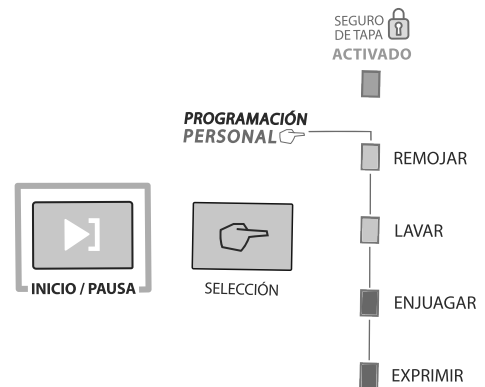 SEGURO
DE TAPA
ACTIVADO
PROGRAMACIÓN
PERSONAL
REMOJAR
LAVAR
INICIO / PAUSA
SELECCIÓN
ENJUAGAR
EXPRIMIR